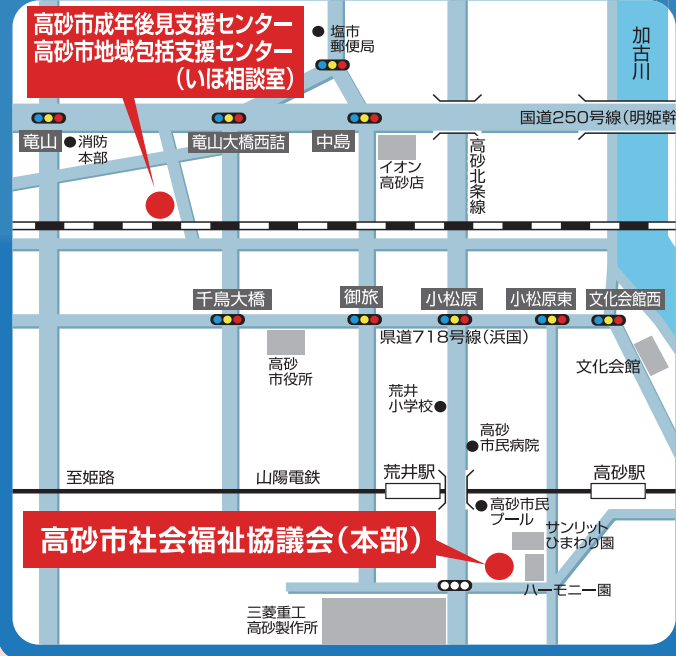 高砂市成年後見支援センター
高砂市地域包括支援センター
（いほ相談室）
塩市
郵便局
加古川
国道250号線（明姫幹
竜山
消防
本部
竜山大橋西詰
中島
イオン
高砂店
高砂北条線
千鳥大橋
御旅
小松原
小松原東
文化会館西
県道718号線（浜国）
高砂
市役所
文化会館
荒井
小学校
高砂
市民病院
至姫路
山陽電鉄
荒井駅
高砂駅
高砂市民
プール
高砂市社会福祉協議会（本部）
サンリット
ひまわり園
ハーモニー園
三菱重工
高砂製作所